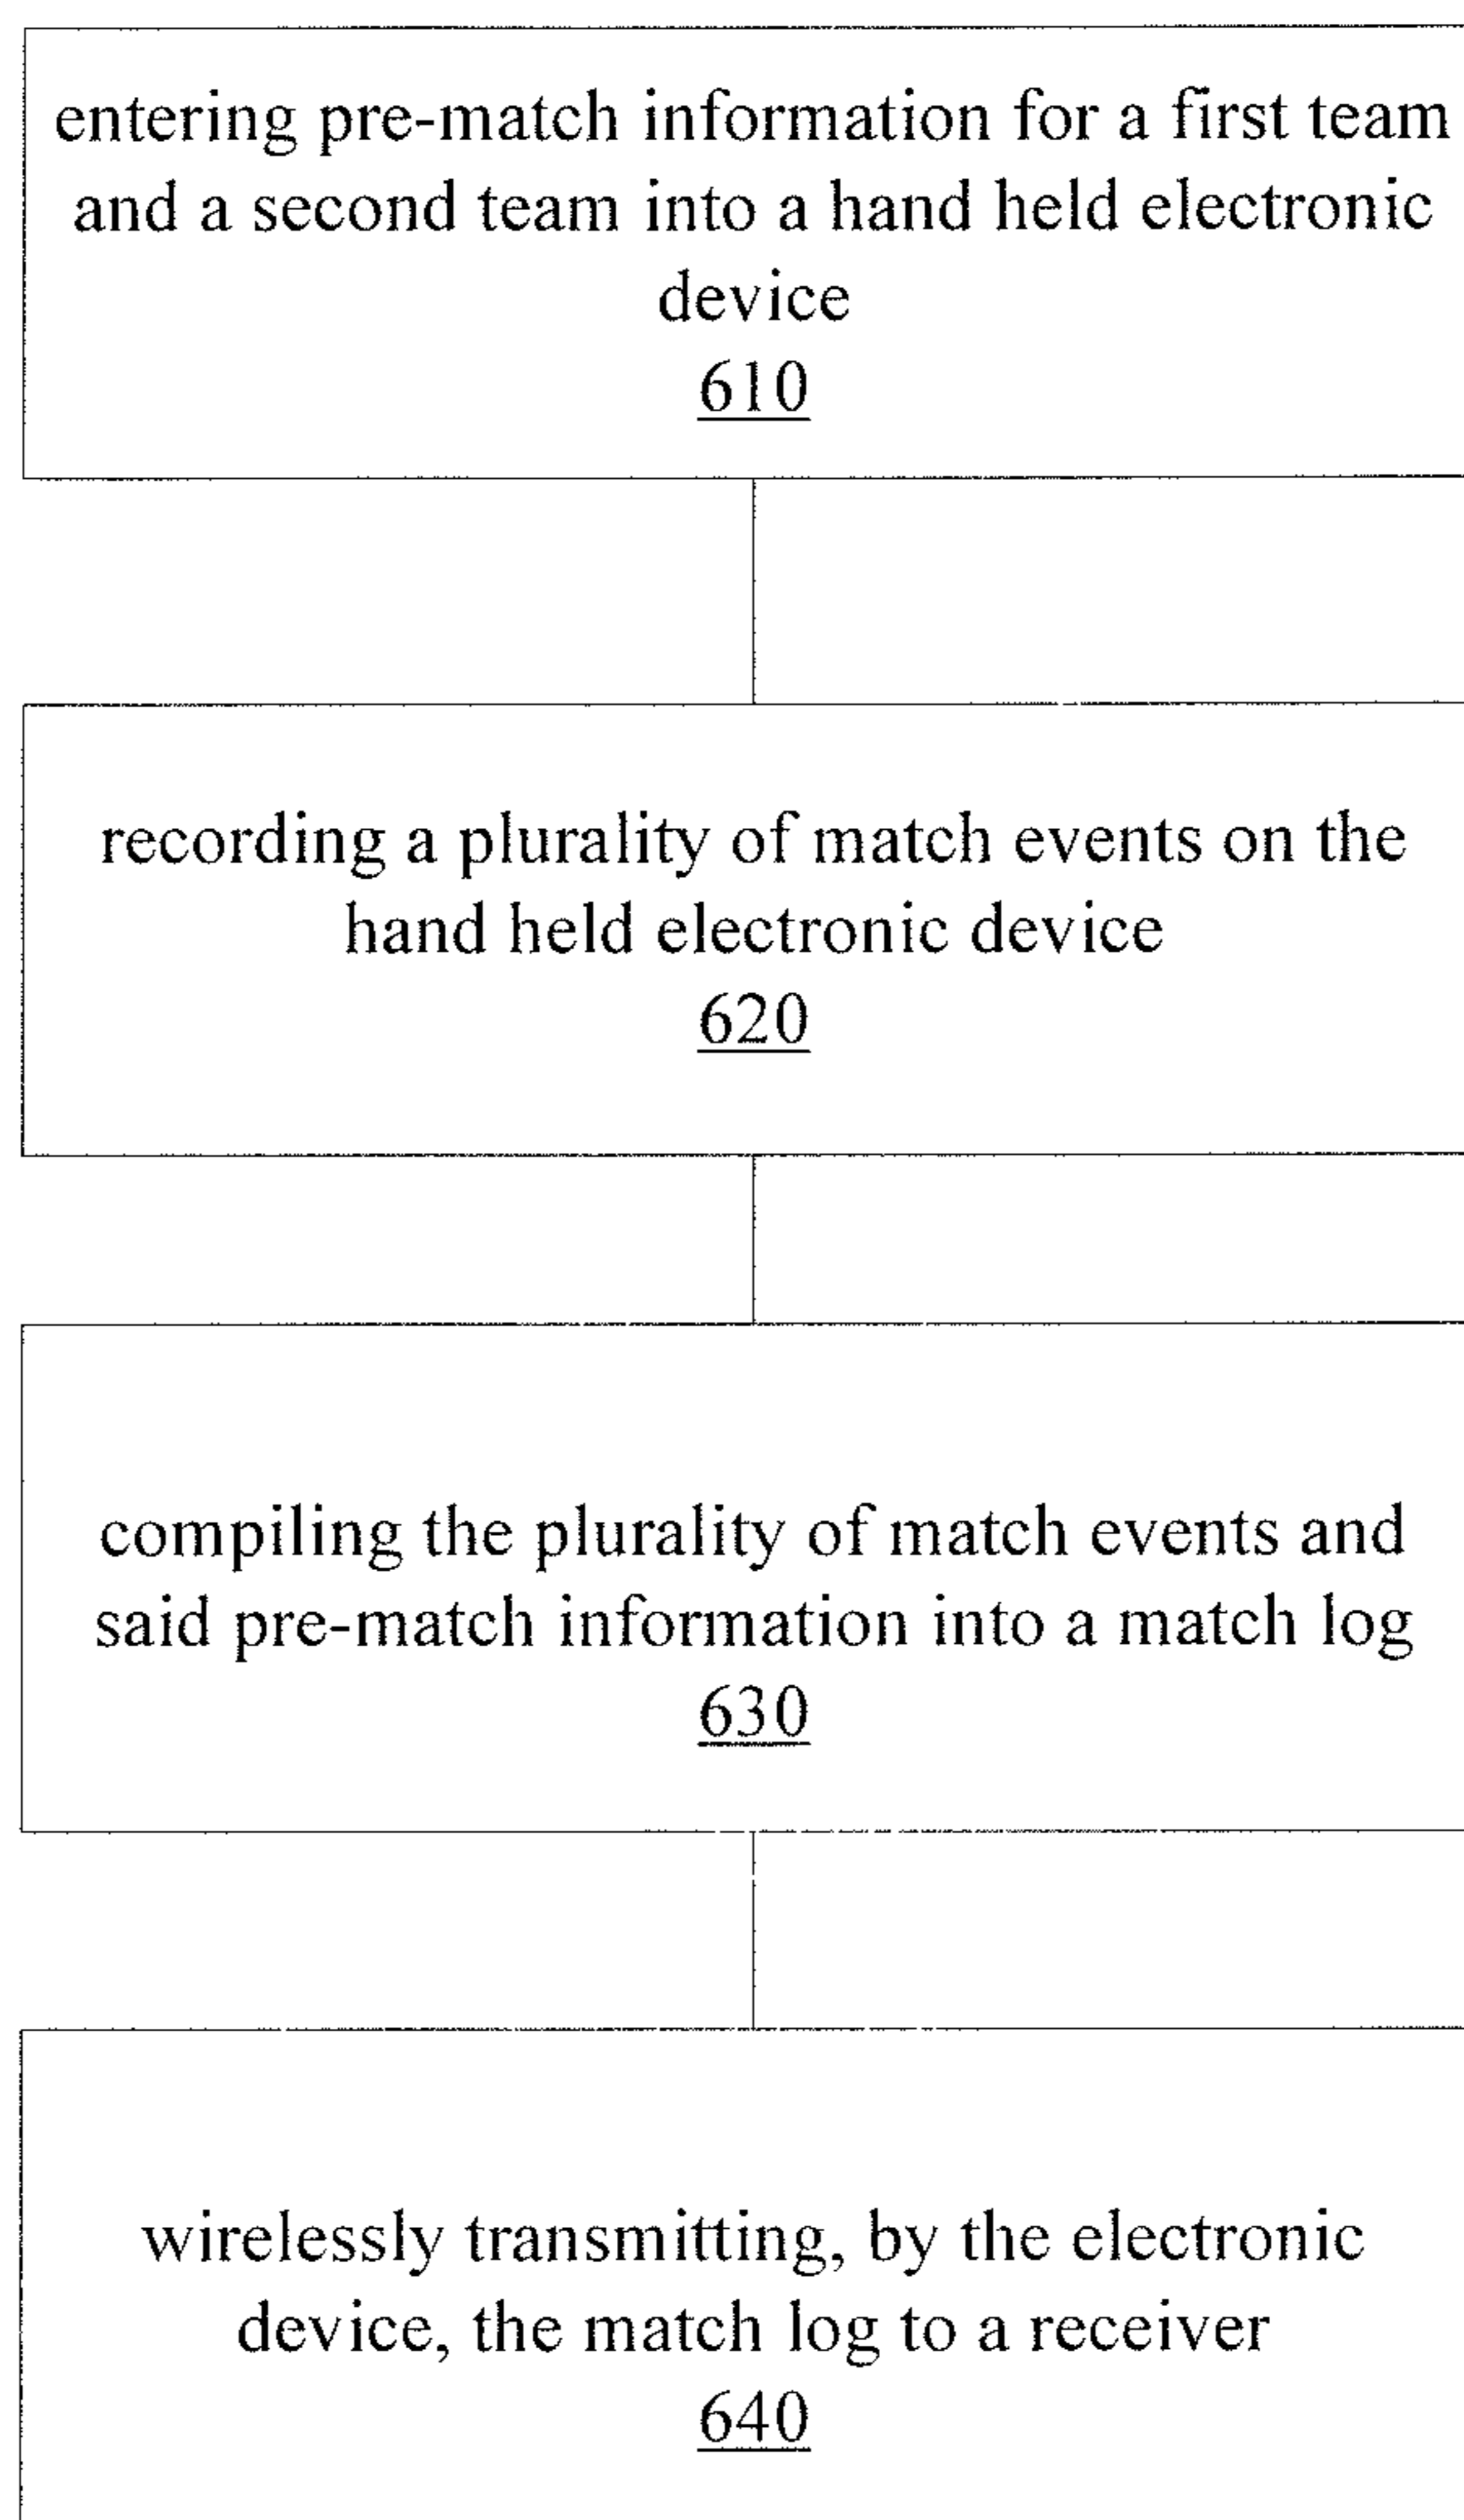 entering pre-match information for a first team
and a second team into a hand held electronic
device
610
recording a plurality of match events on the
hand held electronic device
620
compiling the plurality of match events and
said pre-match information into a match log
630
wirelessly transmitting, by the electronic
device, the match log to a receiver
640